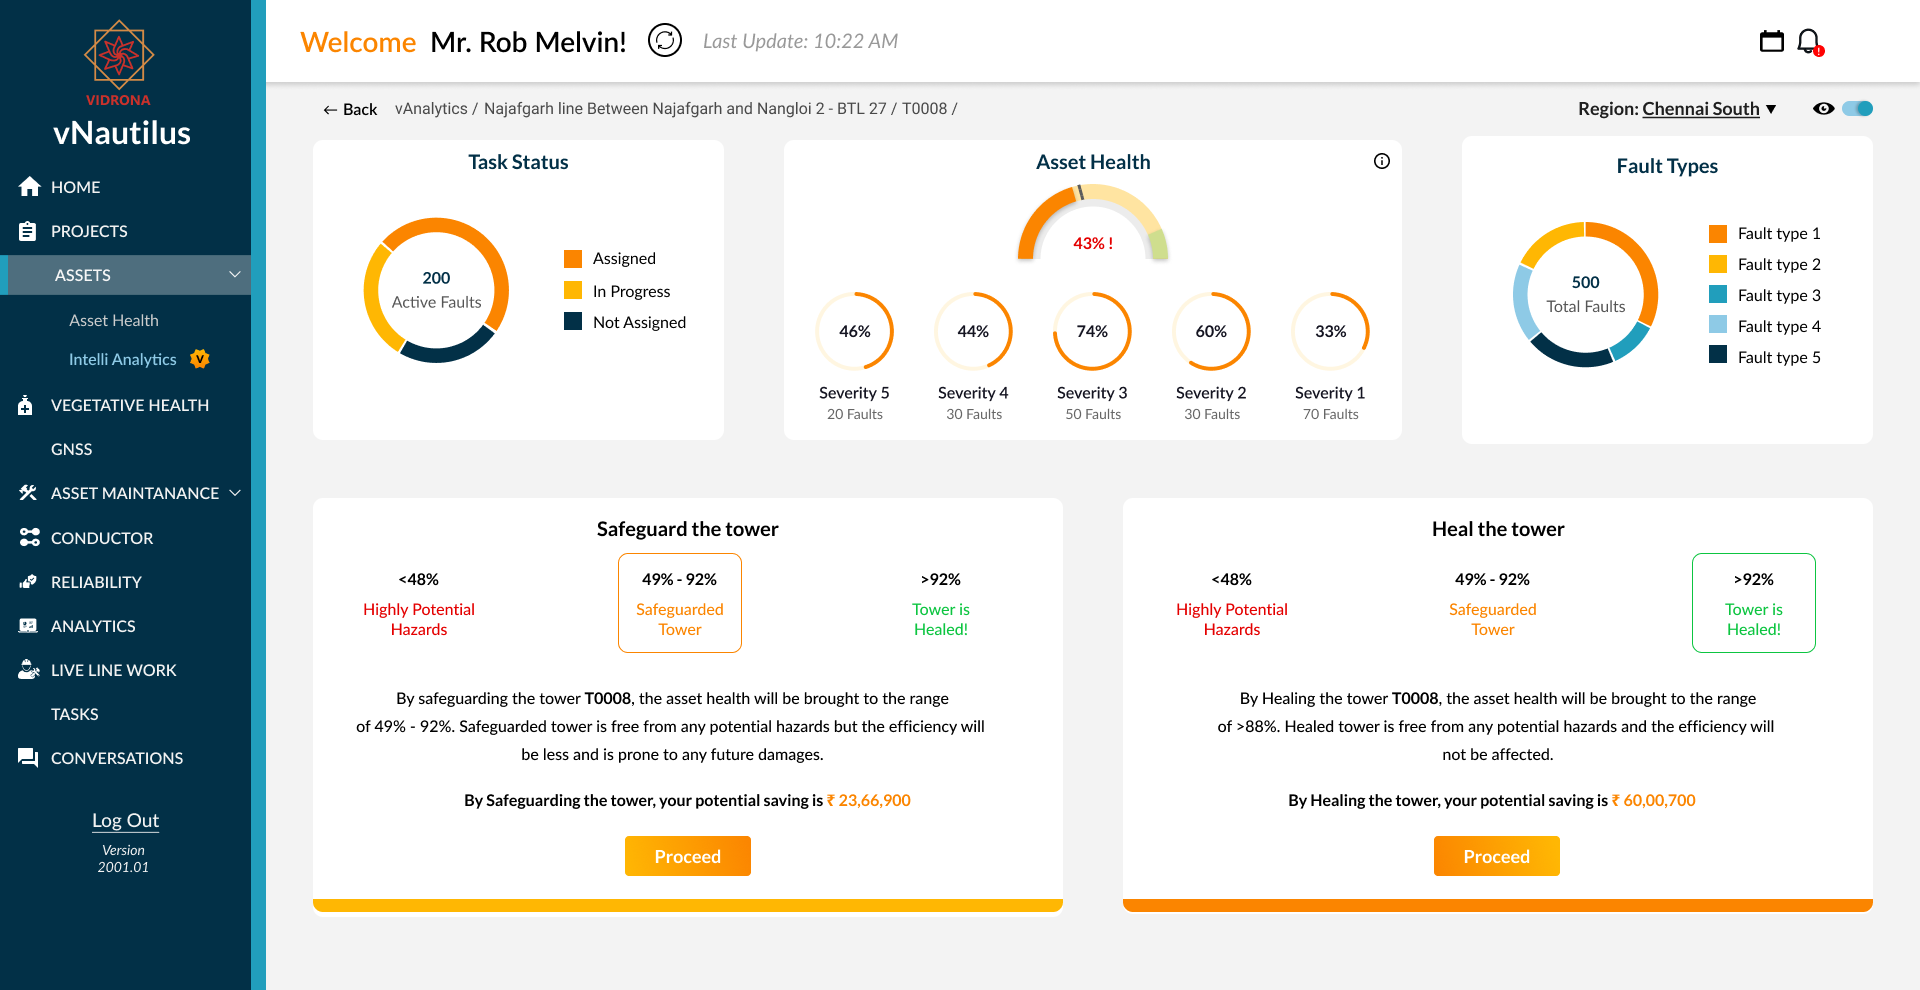 VIDRONA
vNautilus
HOME
PROJECTS
ASSETS
Asset Health
Intelli Analytics V
VEGETATIVE HEALTH
GNSS
ASSET MAINTANANCE
CONDUCTOR
RELIABILITY
ANALYTICS
LIVE LINE WORK
TASKS
CONVERSATIONS
Log Out
Version
2001.01
Welcome Mr. Rob Melvin! Last Update: 10:22 AM
← Back vAnalytics / Najafgarh line Between Najafgarh and Nangloi 2 - BTL 27 / T0008 /
Region: Chennai South ▼
Task Status
200
Active Faults
Assigned
In Progress
Not Assigned
Asset Health
43% !
46% 44% 74% 60% 33%
Severity 5 Severity 4 Severity 3 Severity 2 Severity 1
20 Faults 30 Faults 50 Faults 30 Faults 70 Faults
Fault Types
500
Total Faults
Fault type 1
Fault type 2
Fault type 3
Fault type 4
Fault type 5
Safeguard the tower
<48% 49% - 92% >92%
Highly Potential Safeguarded Tower is
Hazards Tower Healed!
By safeguarding the tower T0008, the asset health will be brought to the range
of 49% - 92%. Safeguarded tower is free from any potential hazards but the efficiency will
be less and is prone to any future damages.
By Safeguarding the tower, your potential saving is ₹ 23,66,900
Proceed
Heal the tower
<48% 49% - 92% >92%
Highly Potential Safeguarded Tower is
Hazards Tower Healed!
By Healing the tower T0008, the asset health will be brought to the range
of >88%. Healed tower is free from any potential hazards and the efficiency will
not be affected.
By Healing the tower, your potential saving is ₹ 60,00,700
Proceed